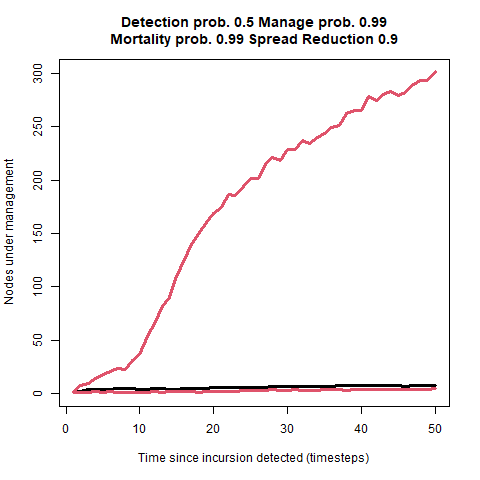 Detection prob. 0.5 Manage prob. 0.99
Mortality prob. 0.99 Spread Reduction 0.9
Nodes under management
300
250
200
150
100
50
0
0 10 20 30 40 50
Time since incursion detected (timesteps)